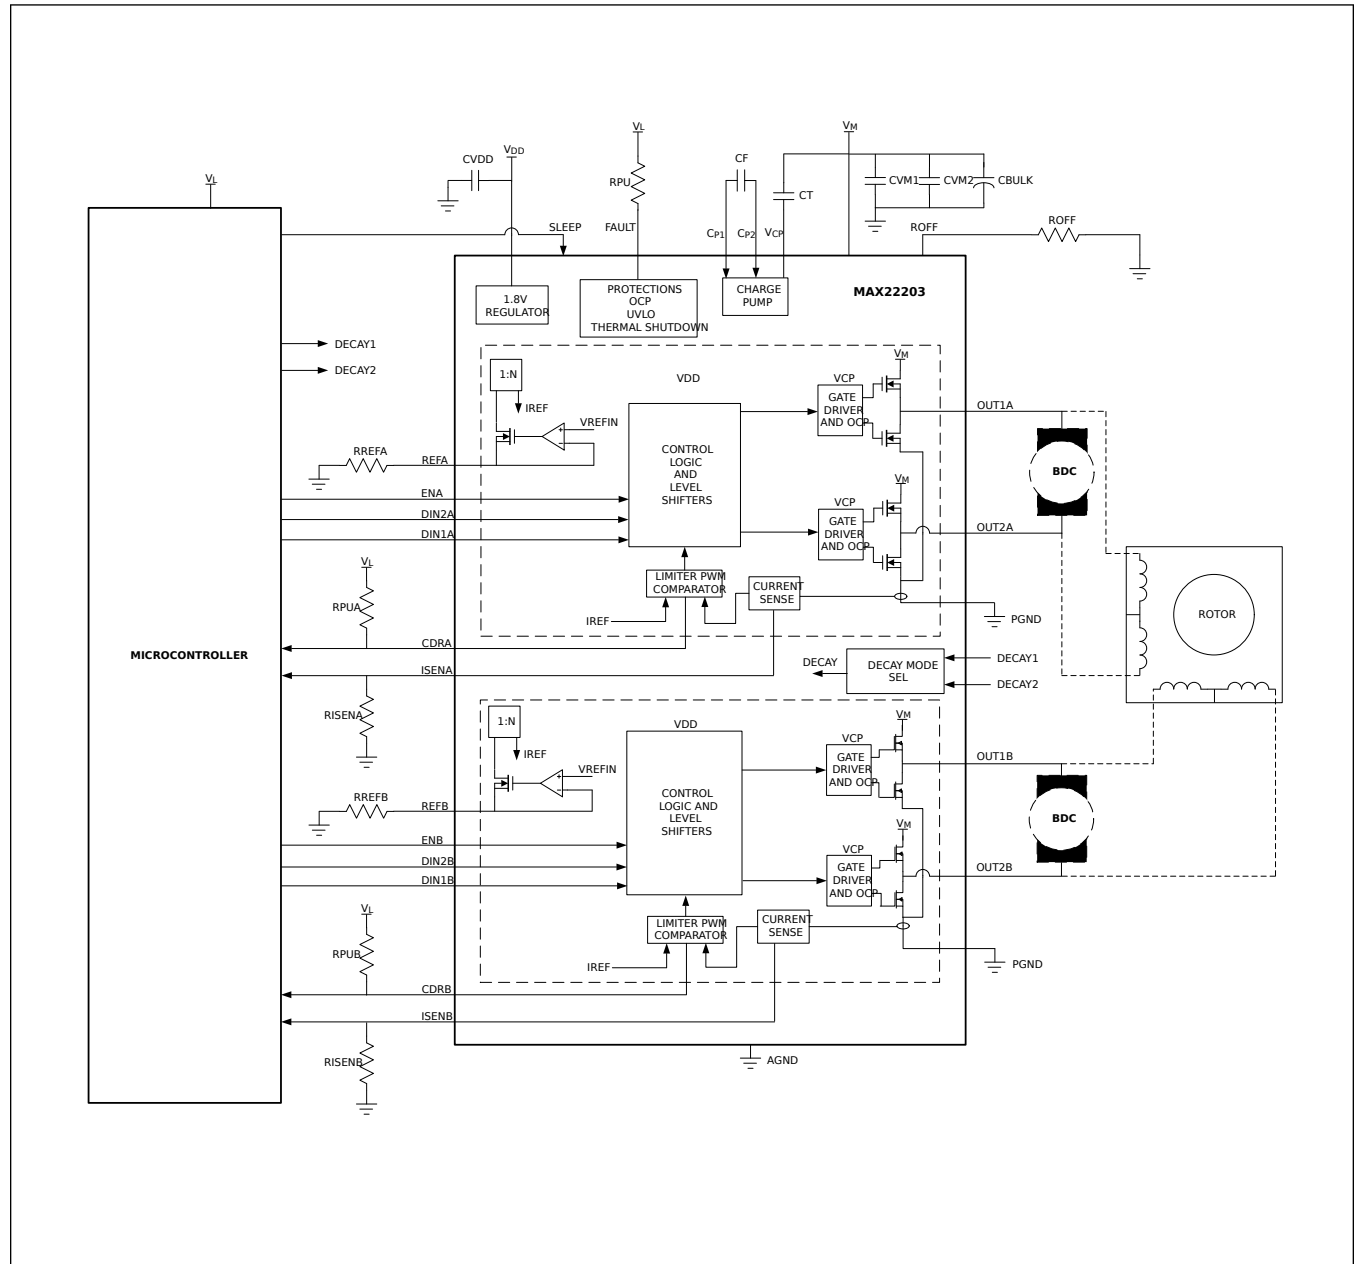 VL
VM
CVDD
VDD
CF
RPU
CT
CVM1
CVM2
CBULK
VL
SLEEP
FAULT
CP1
CP2
VCP
ROFF
ROFF
1.8V
REGULATOR
PROTECTIONS
OCP
UVLO
THERMAL SHUTDOWN
CHARGE
PUMP
MAX22203
DECAY1
DECAY2
1:N
IREF
VREFIN
VDD
VCP
VM
GATE
DRIVER
AND OCP
OUT1A
RREFA
REFA
CONTROL
LOGIC
AND
LEVEL
SHIFTERS
BDC
ENA
DIN2A
DIN1A
VCP
VM
GATE
DRIVER
AND OCP
OUT2A
VL
RPUA
LIMITER PWM
COMPARATOR
CURRENT
SENSE
IREF
PGND
ROTOR
CDRA
ISENA
MICROCONTROLLER
DECAY
DECAY MODE
SEL
DECAY1
DECAY2
RISENA
1:N
IREF
VREFIN
VDD
VCP
VM
GATE
DRIVER
AND OCP
OUT1B
RREFB
REFB
CONTROL
LOGIC AND
LEVEL
SHIFTERS
BDC
ENB
DIN2B
DIN1B
VCP
VM
GATE
DRIVER
AND OCP
OUT2B
VL
RPUB
LIMITER PWM
COMPARATOR
CURRENT
SENSE
IREF
PGND
CDRB
ISENB
RISENB
AGND